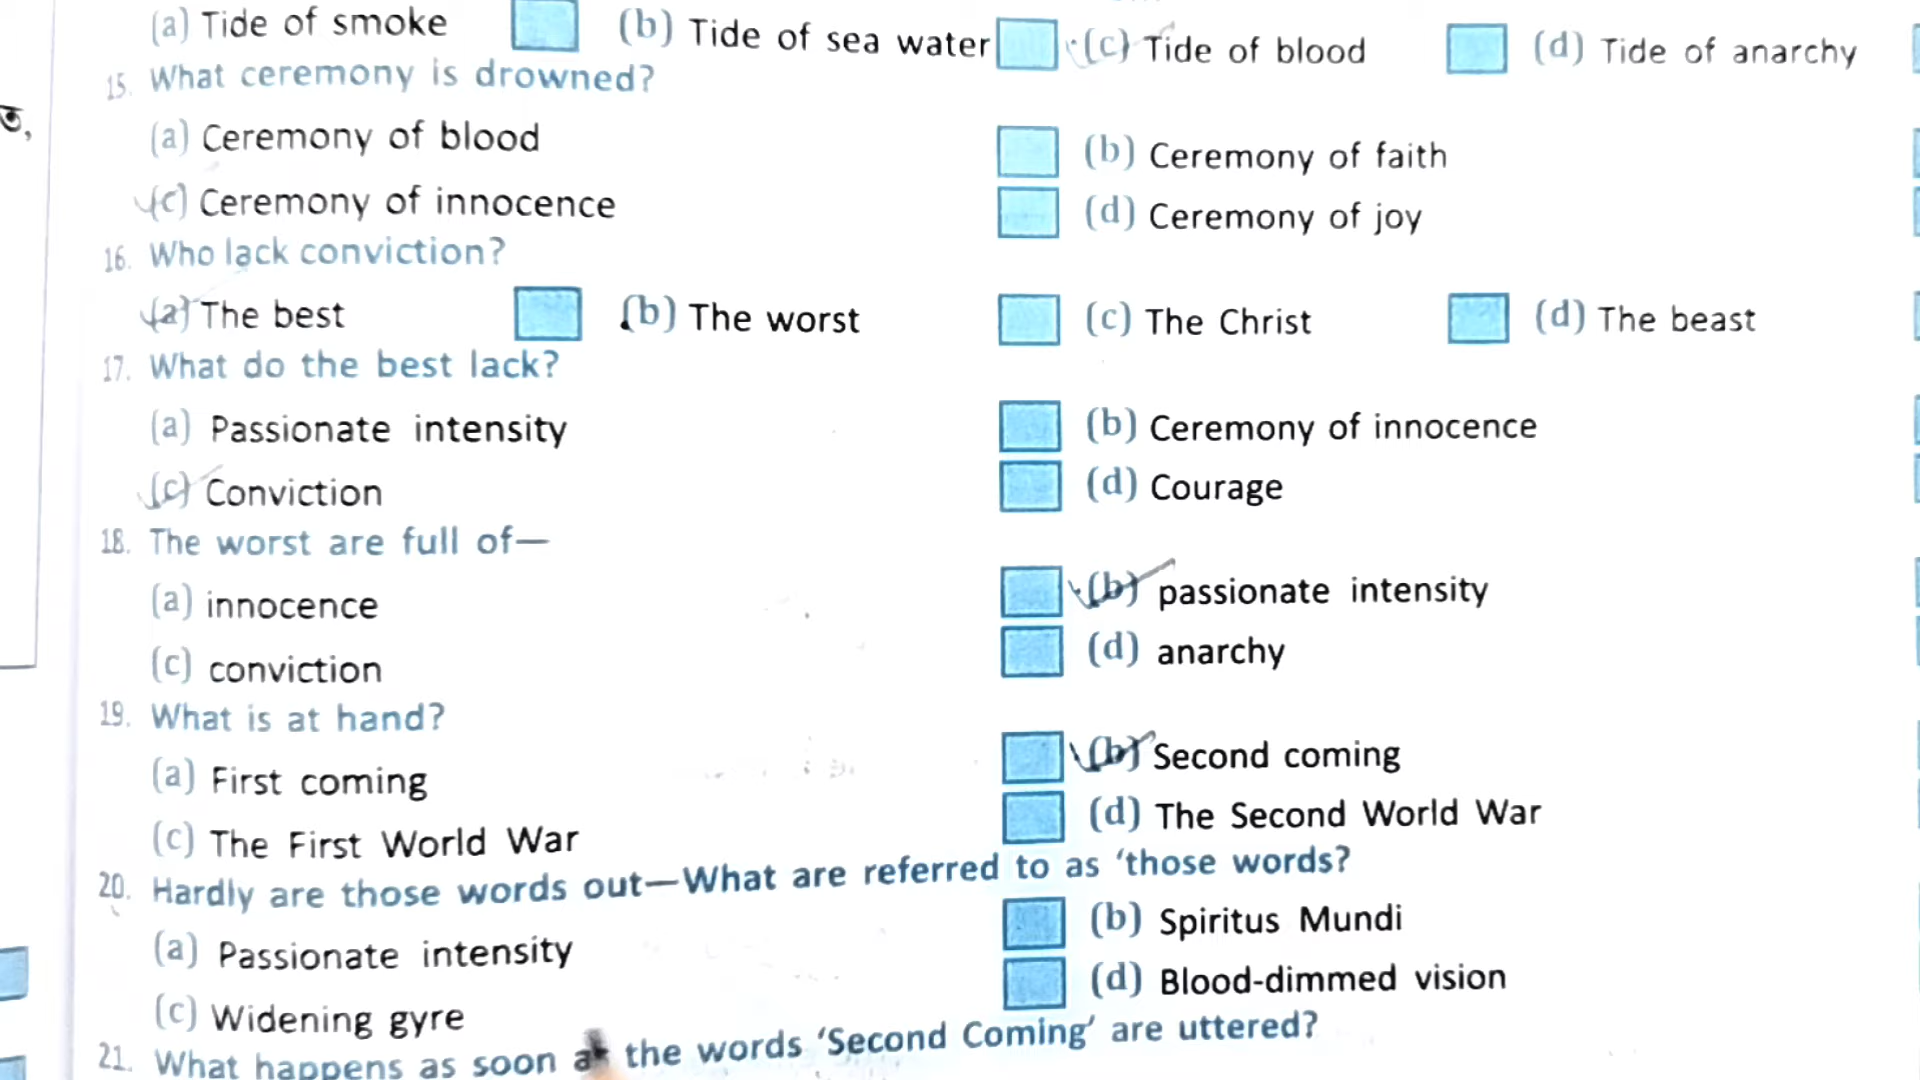 (a) Tide of smoke (b) Tide of sea water (c) Tide of blood (d) Tide of anarchy
15. What ceremony is drowned?
(a) Ceremony of blood (b) Ceremony of faith
(c) Ceremony of innocence (d) Ceremony of joy
16. Who lack conviction?
(a) The best (b) The worst (c) The Christ (d) The beast
17. What do the best lack?
(a) Passionate intensity (b) Ceremony of innocence
(c) Conviction (d) Courage
18. The worst are full of—
(a) innocence (b) passionate intensity
(c) conviction (d) anarchy
19. What is at hand?
(a) First coming (b) Second coming
(c) The First World War (d) The Second World War
20. Hardly are those words out—What are referred to as ‘those words?
(a) Passionate intensity (b) Spiritus Mundi
(c) Widening gyre (d) Blood-dimmed vision
21. What happens as soon the words ‘Second Coming’ are uttered?